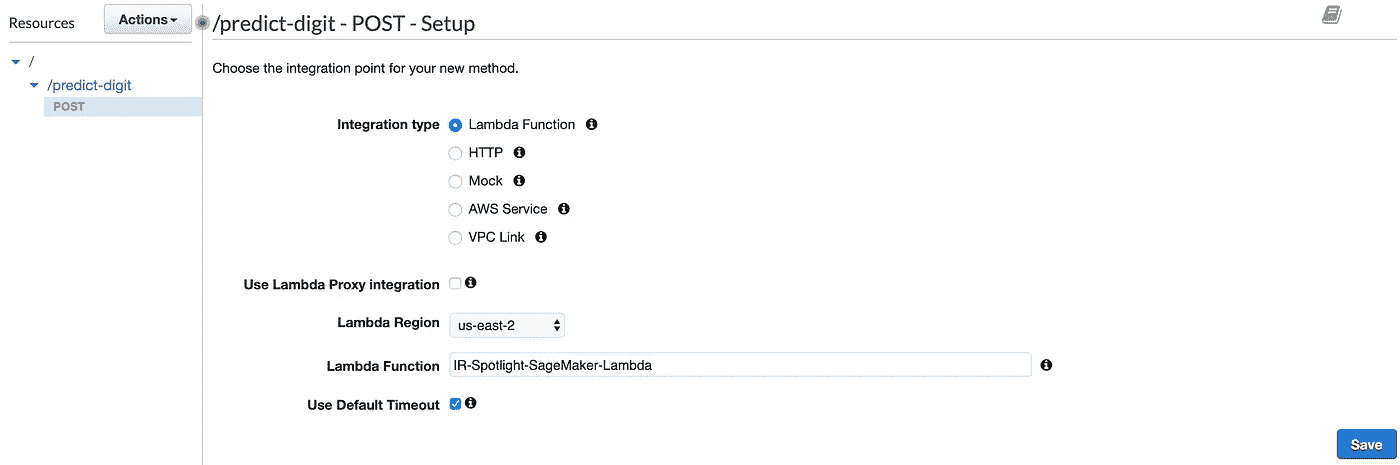 Resources
Actions
/predict-digit - POST - Setup
/
/predict-digit
POST
Choose the integration point for your new method.
Integration type
Lambda Function
HTTP
Mock
AWS Service
VPC Link
Use Lambda Proxy integration
Lambda Region
us-east-2
Lambda Function
IR-Spotlight-SageMaker-Lambda
Use Default Timeout
Save